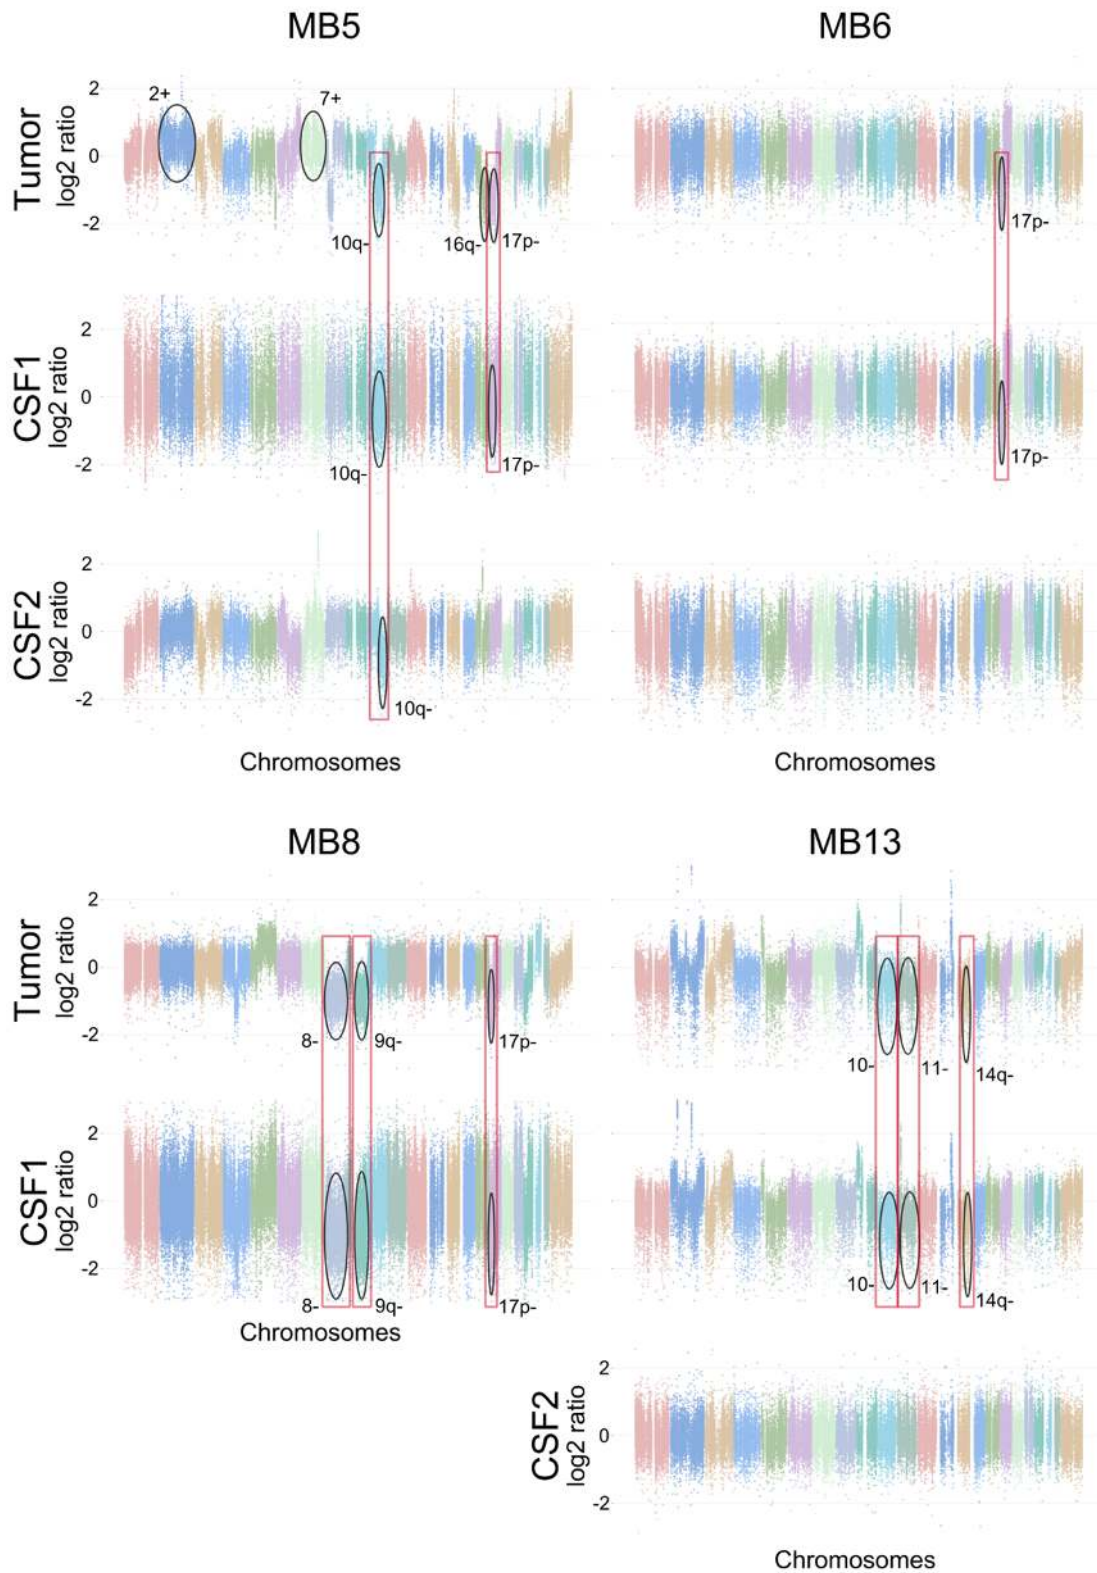 MB5
MB6
Tumor
log2 ratio
2
0
-2
2+
7+
10q-
16q-
17p-
17p-
CSF1
log2 ratio
2
0
-2
10q-
17p-
17p-
CSF2
log2 ratio
2
0
-2
10q-
Chromosomes
Chromosomes
MB8
MB13
Tumor
log2 ratio
2
0
-2
8-
9q-
17p-
10-
11-
14q-
CSF1
log2 ratio
2
0
-2
8-
9q-
17p-
10-
11-
14q-
Chromosomes
CSF2
log2 ratio
2
0
-2
Chromosomes